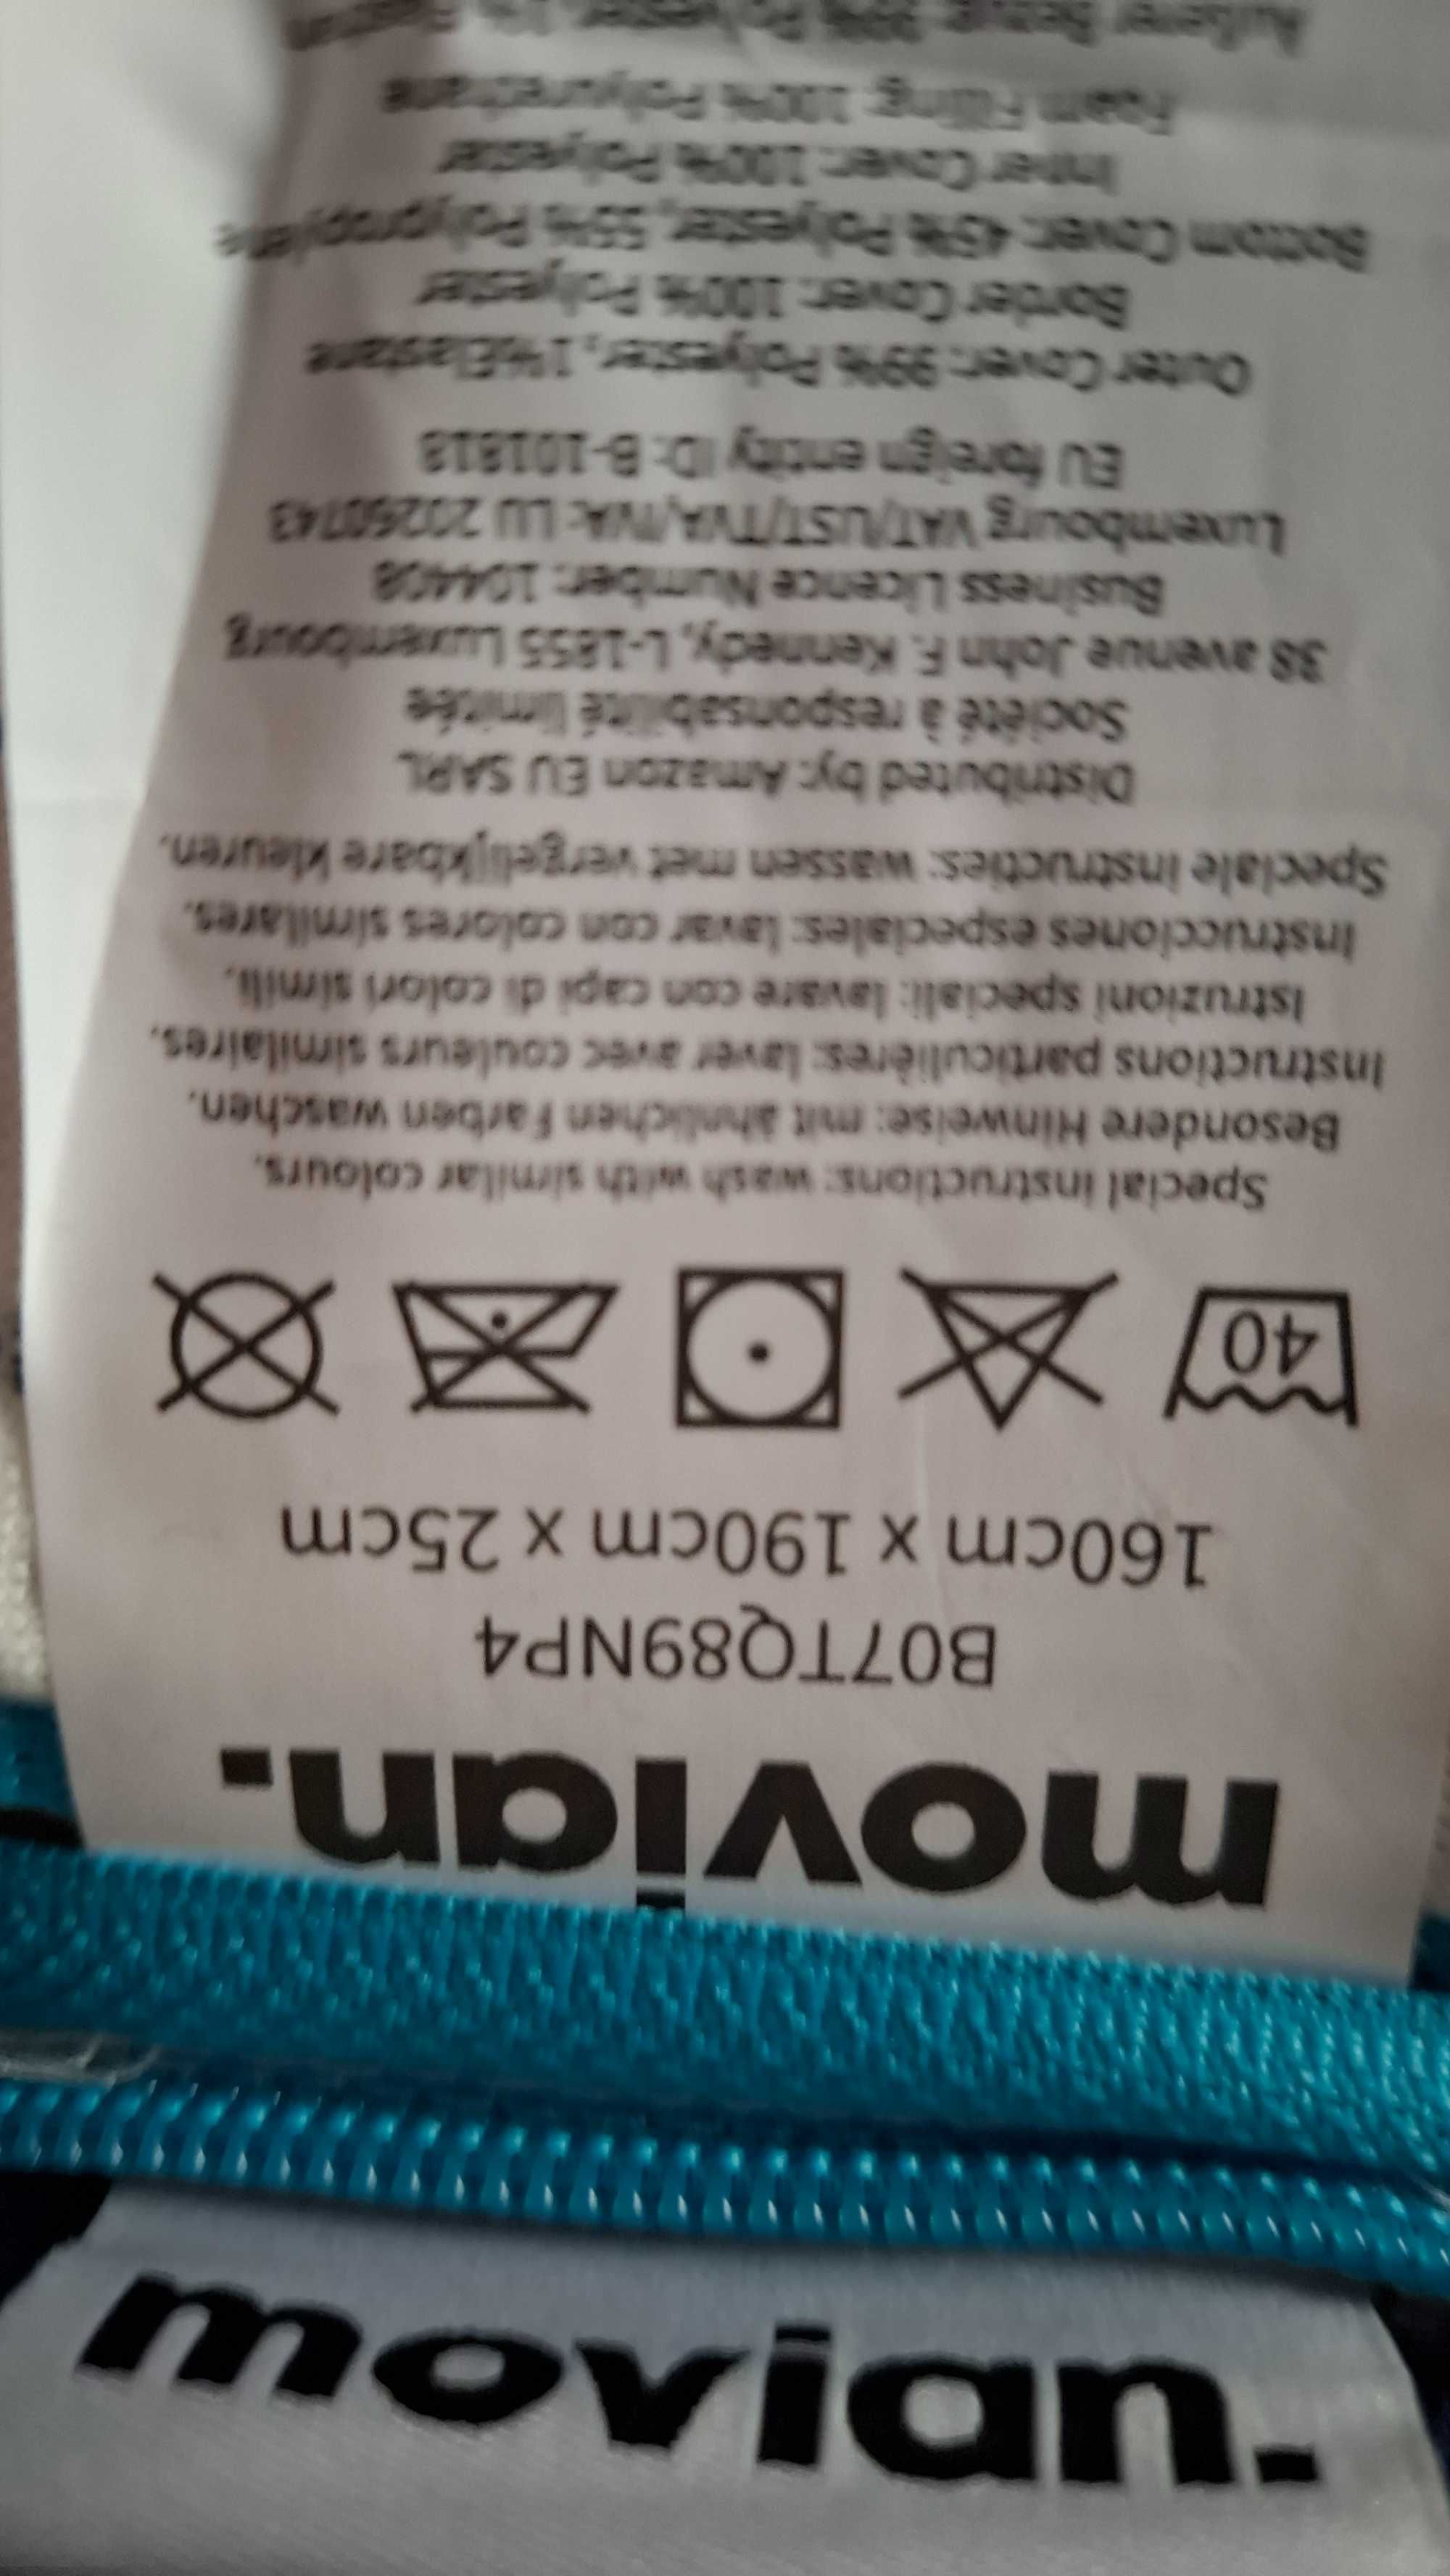 movian.
B07TQ89NP4
160cm x 190cm x 25cm
40
Special instructions: wash with similar colours.
Besondere Hinweise: mit ähnlichen Farben waschen.
Instructions particulières: laver avec couleurs similaires.
Istruzioni speciali: lavare con capi di colori simili.
Instrucciones especiales: lavar con colores similares.
Speciale instructies: wassen met vergelijkbare kleuren.
Distributed by: Amazon EU SARL
Société à responsabilité limitée
38 avenue John F. Kennedy, L-1855 Luxembourg
Business Licence Number: 104408
Luxembourg VAT/UST/TVA/IVA: LU 20260743
EU foreign entity ID: B-101818
Outer Cover: 99% Polyester, 1%Elastane
Border Cover: 100% Polyester
Bottom Cover: 45% Polyester, 55% Polypropylene
Inner Cover: 100% Polyester
Foam Filling: 100% Polyurethane
Äußerer Bezug: 99% Polyester, 1%
movian.